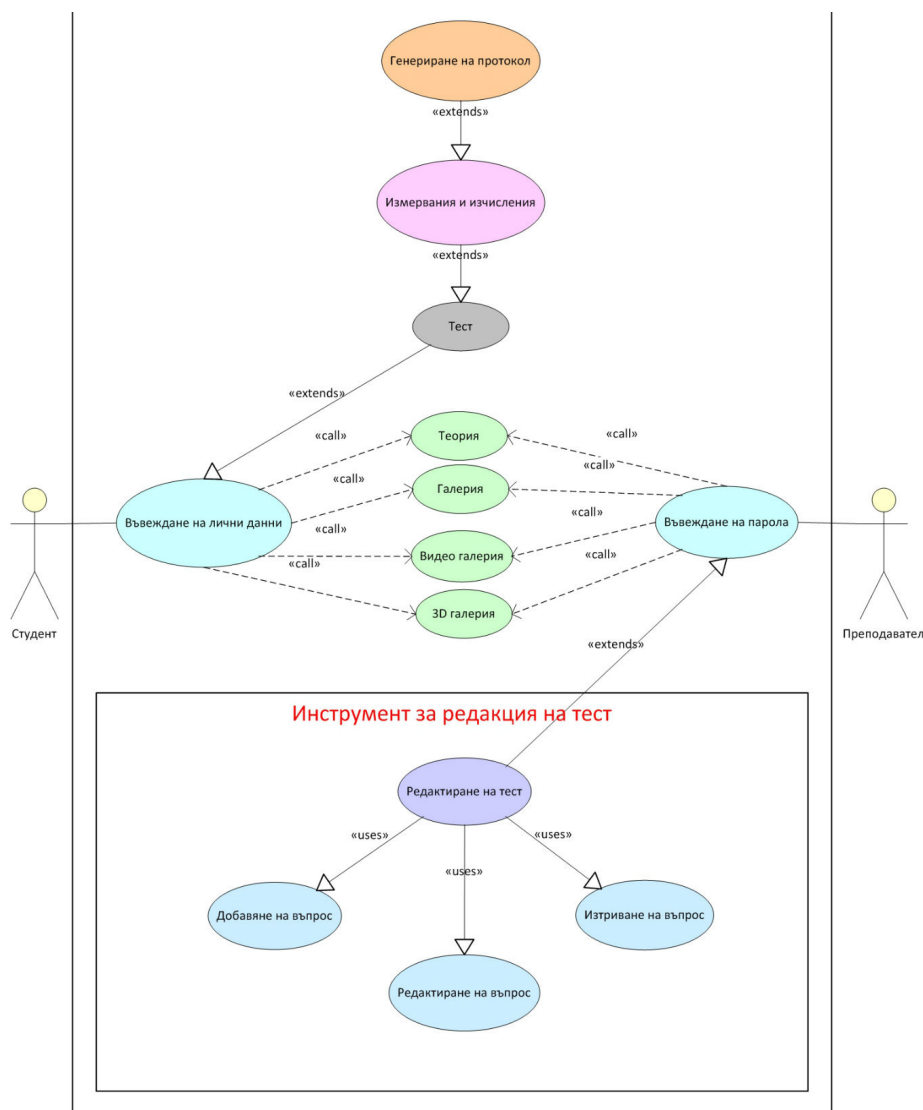 Генериране на протокол
«extends»
Измервания и изчисления
«extends»
Тест
«extends»
Теория
«call»
«call»
«call»
«call»
Галерия
Въвеждане на лични данни
Въвеждане на парола
«call»
«call»
Видео галерия
«call»
«call»
3D галерия
Студент
Преподавател
«extends»
Инструмент за редакция на тест
Редактиране на тест
«uses»
«uses»
«uses»
Добавяне на въпрос
Изтриване на въпрос
Редактиране на въпрос